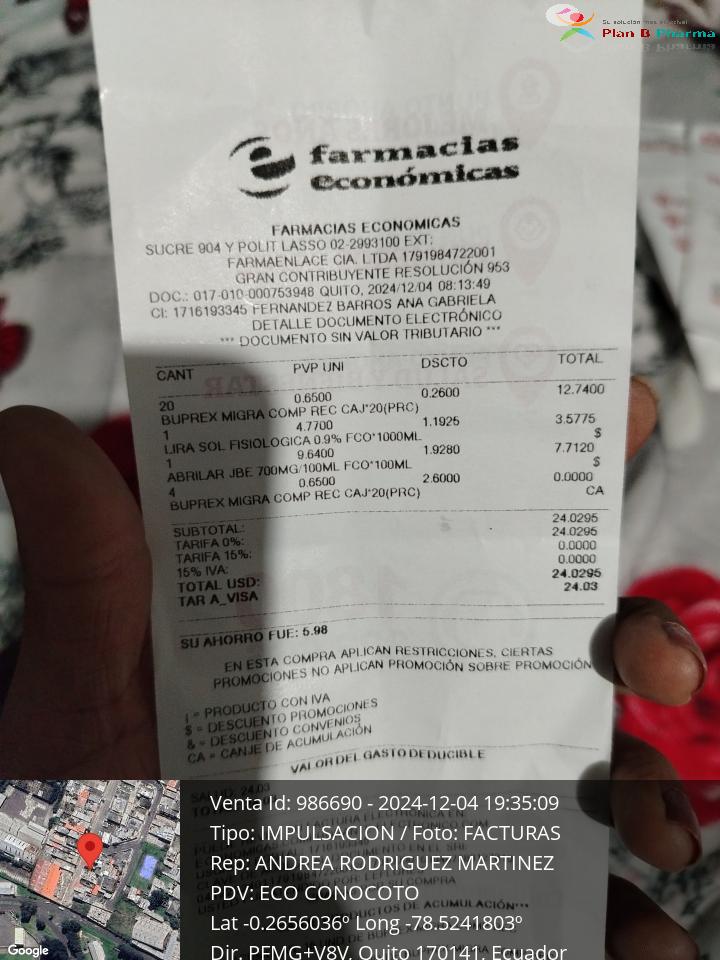 Su solución más accesible
Plan B Pharma
farmacias
económicas
FARMACIAS ECONOMICAS
SUCRE 904 Y POLIT LASSO 02-2993100 EXT:
FARMAENLACE CIA. LTDA 1791984722001
GRAN CONTRIBUYENTE RESOLUCIÓN 953
DOC.: 017-010-000753948 QUITO, 2024/12/04 08:13:49
CI: 1716193345 FERNANDEZ BARROS ANA GABRIELA
DETALLE DOCUMENTO ELECTRÓNICO
*** DOCUMENTO SIN VALOR TRIBUTARIO ***
CANT PVP UNI DSCTO TOTAL
20 0.6500 0.2600 12.7400
BUPREX MIGRA COMP REC CAJ*20(PRC)
1 4.7700 1.1925 3.5775
LIRA SOL FISIOLOGICA 0.9% FCO*1000ML $
1 9.6400 1.9280 7.7120
ABRILAR JBE 700MG/100ML FCO*100ML $
4 0.6500 2.6000 0.0000
BUPREX MIGRA COMP REC CAJ*20(PRC) CA
SUBTOTAL: 24.0295
TARIFA 0%: 24.0295
TARIFA 15%: 0.0000
15% IVA: 0.0000
TOTAL USD: 24.0295
TAR A_VISA 24.03
SU AHORRO FUE: 5.98
EN ESTA COMPRA APLICAN RESTRICCIONES, CIERTAS
PROMOCIONES NO APLICAN PROMOCIÓN SOBRE PROMOCIÓN
I = PRODUCTO CON IVA
$ = DESCUENTO PROMOCIONES
& = DESCUENTO CONVENIOS
CA = CANJE DE ACUMULACIÓN
VALOR DEL GASTO DEDUCIBLE
SALUD: 24.03
Venta Id: 986690 - 2024-12-04 19:35:09
Tipo: IMPULSACION / Foto: FACTURAS
Rep: ANDREA RODRIGUEZ MARTINEZ
PDV: ECO CONOCOTO
Lat -0.2656036º Long -78.5241803º
Dir. PFMG+V8V, Quito 170141, Ecuador
Google